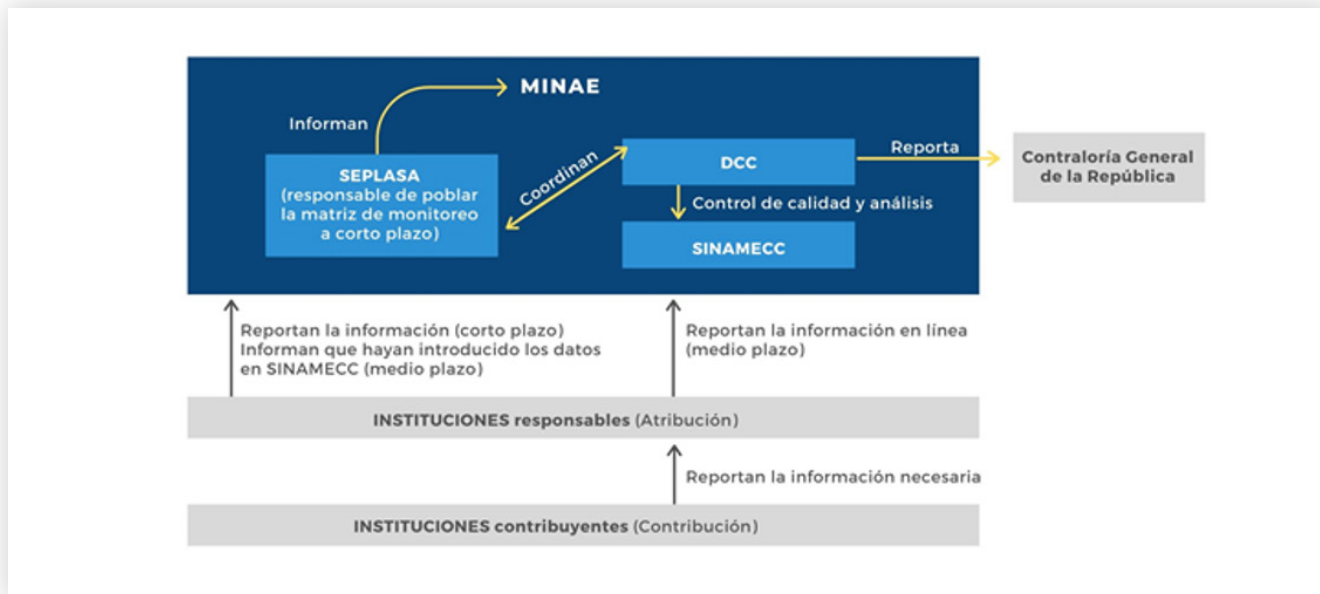 MINAE
Informan
SEPLASA
(responsable de poblar
la matriz de monitoreo
a corto plazo)
Coordinan
DCC
Reporta
Contraloría General
de la República
Control de calidad y análisis
SINAMECC
Reportan la información (corto plazo)
Informan que hayan introducido los datos
en SINAMECC (medio plazo)
Reportan la información en línea
(medio plazo)
INSTITUCIONES responsables (Atribución)
Reportan la información necesaria
INSTITUCIONES contribuyentes (Contribución)